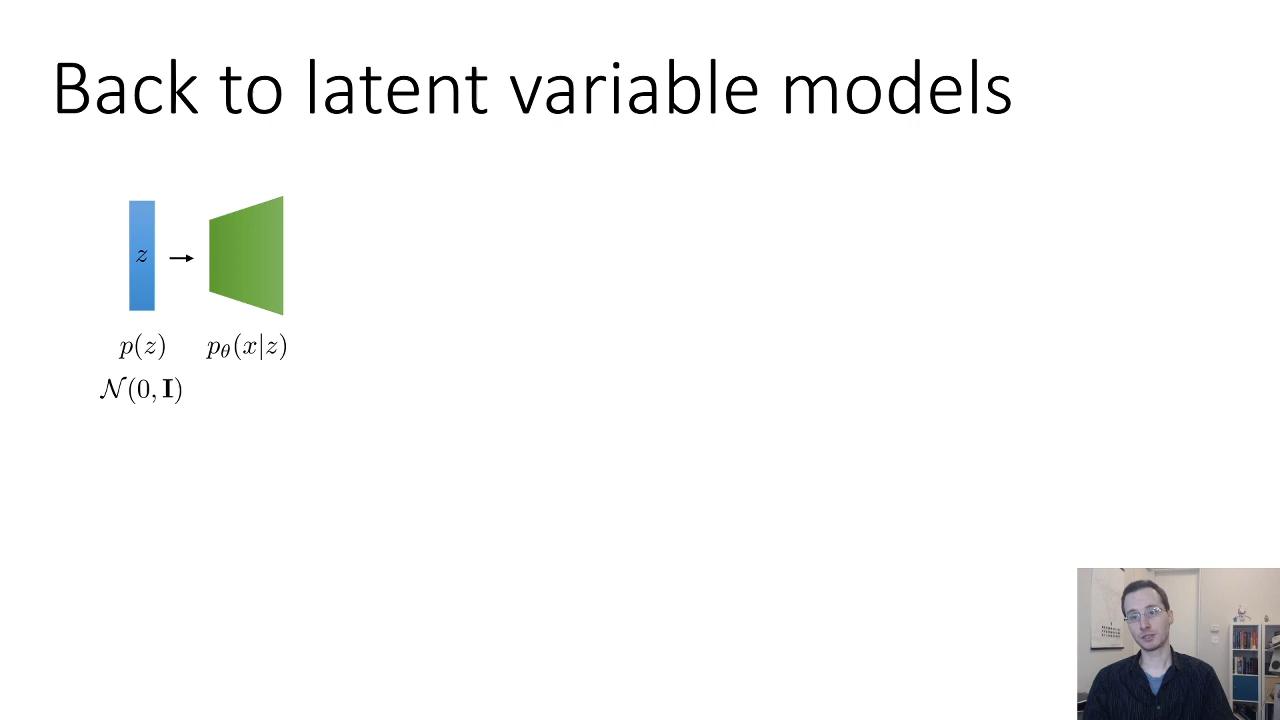 Back to latent variable models
z
p(z) pθ(x|z)
𝒩(0, I)